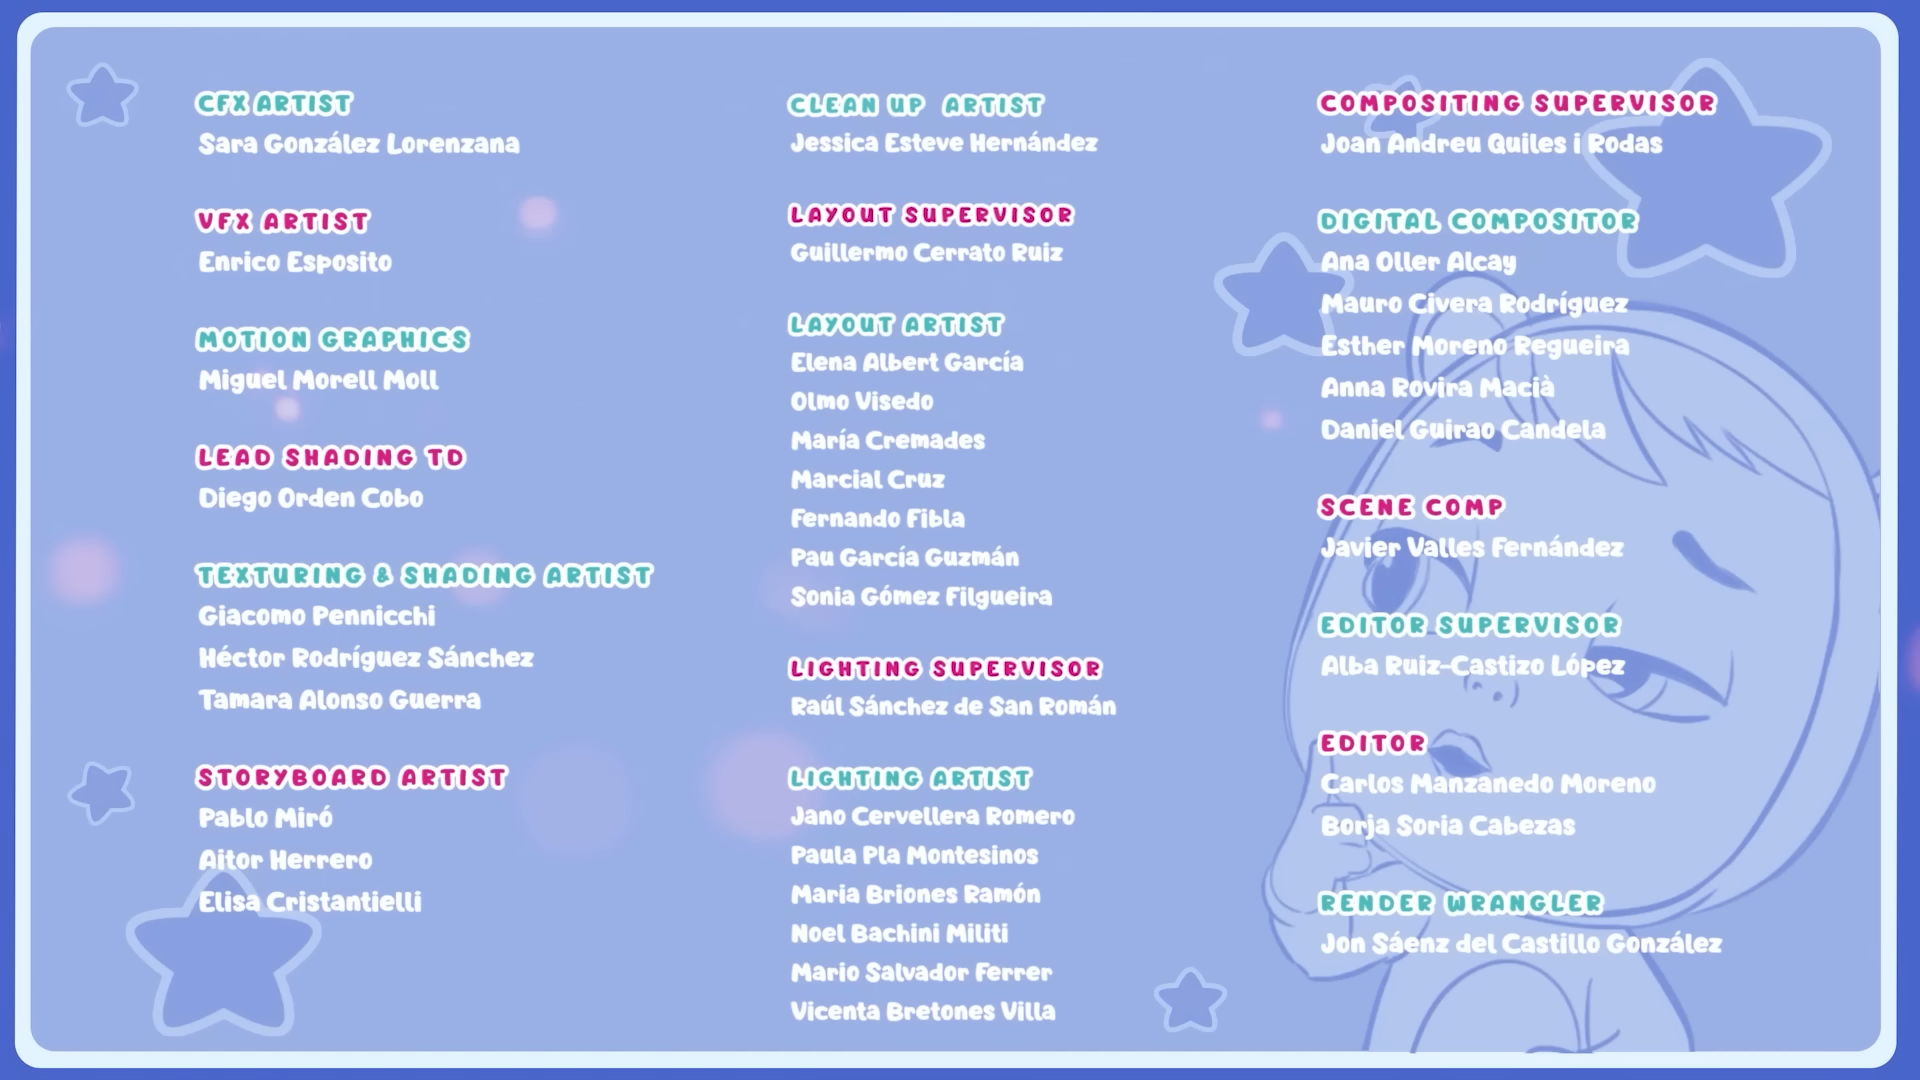 CFX ARTIST
Sara González Lorenzana
VFX ARTIST
Enrico Esposito
MOTION GRAPHICS
Miguel Morell Moll
LEAD SHADING TD
Diego Orden Cobo
TEXTURING & SHADING ARTIST
Giacomo Pennicchi
Héctor Rodríguez Sánchez
Tamara Alonso Guerra
STORYBOARD ARTIST
Pablo Miró
Aitor Herrero
Elisa Cristantielli
CLEAN UP ARTIST
Jessica Esteve Hernández
LAYOUT SUPERVISOR
Guillermo Cerrato Ruiz
LAYOUT ARTIST
Elena Albert García
Olmo Visedo
María Cremades
Marcial Cruz
Fernando Fibla
Pau García Guzmán
Sonia Gómez Filgueira
LIGHTING SUPERVISOR
Raúl Sánchez de San Román
LIGHTING ARTIST
Jano Cervellera Romero
Paula Pla Montesinos
Maria Briones Ramón
Noel Bachini Militi
Mario Salvador Ferrer
Vicenta Bretones Villa
COMPOSITING SUPERVISOR
Joan Andreu Quiles i Rodas
DIGITAL COMPOSITOR
Ana Oller Alcay
Mauro Civera Rodríguez
Esther Moreno Regueira
Anna Rovira Macià
Daniel Guirao Candela
SCENE COMP
Javier Valles Fernández
EDITOR SUPERVISOR
Alba Ruiz-Castizo López
EDITOR
Carlos Manzanedo Moreno
Borja Soria Cabezas
RENDER WRANGLER
Jon Sáenz del Castillo González